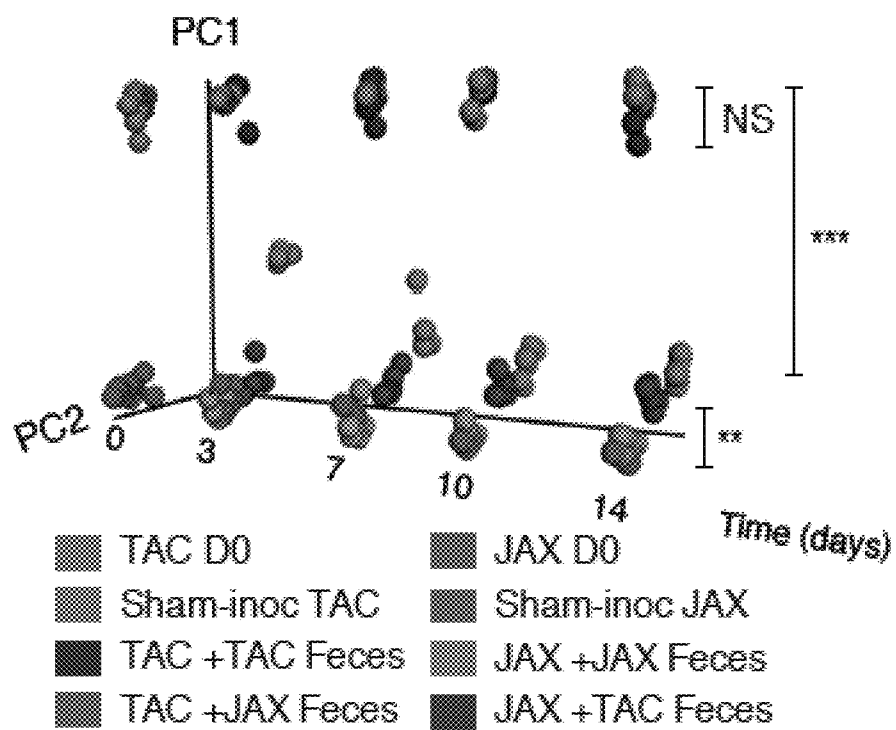 PC1
NS
***
PC2
0
3
7
10
14
**
Time (days)
TAC D0
JAX D0
Sham-inoc TAC
Sham-inoc JAX
TAC +TAC Feces
JAX +JAX Feces
TAC +JAX Feces
JAX +TAC Feces